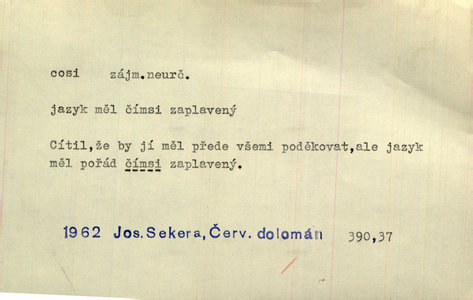 cosi zájm.neurč.
jazyk měl čímsi zaplavený
Cítil,že by jí měl přede všemi poděkovat,ale jazyk
měl pořád čímsi zaplavený.
1962 Jos. Sekera, Červ. dolomán 390,37